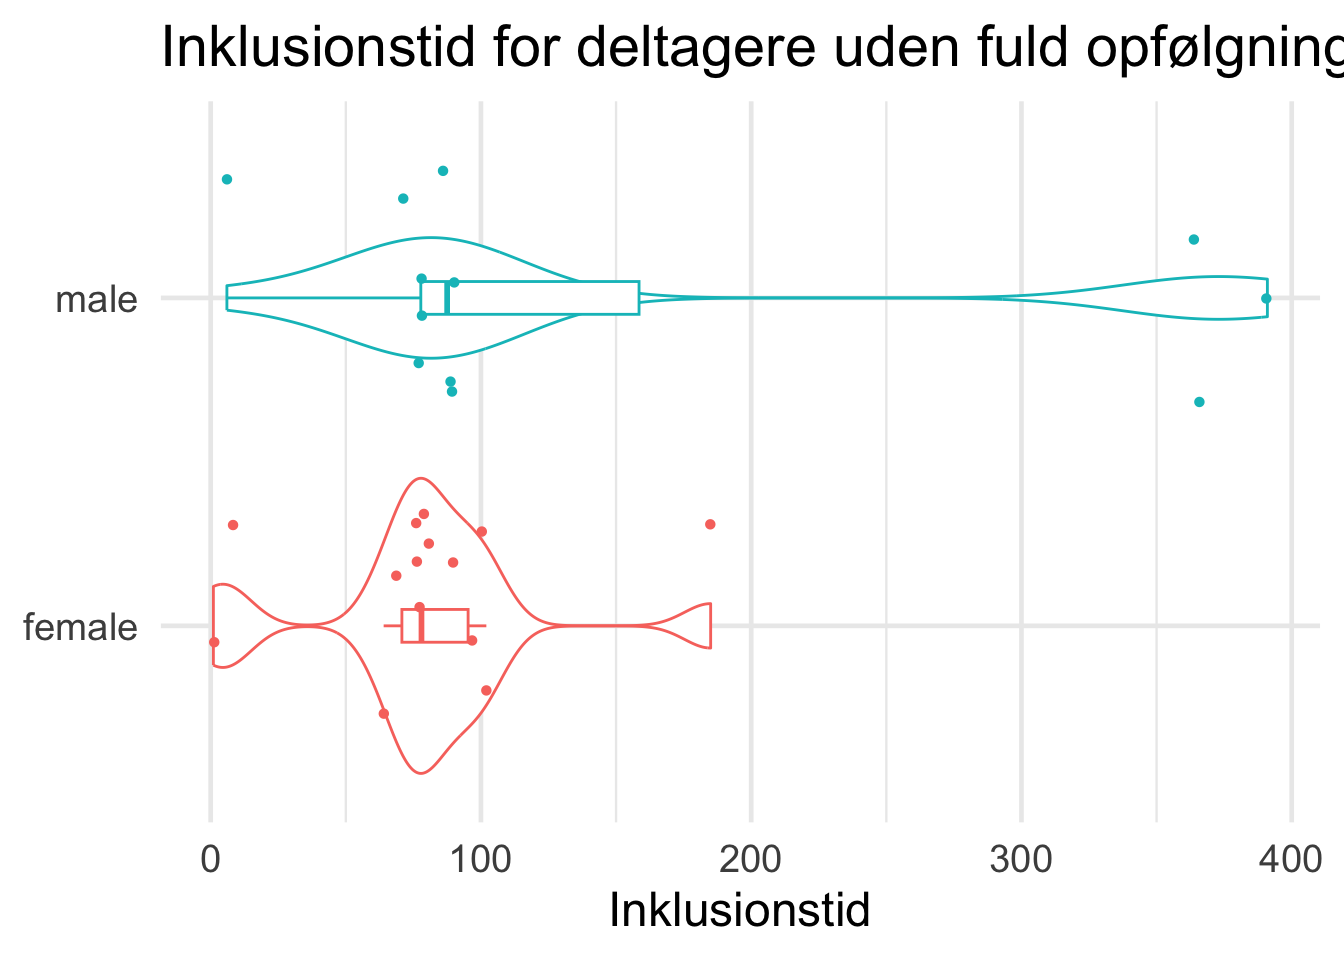 Inklusionstid for deltagere uden fuld opfølgning
male
female
0 100 200 300 400
Inklusionstid